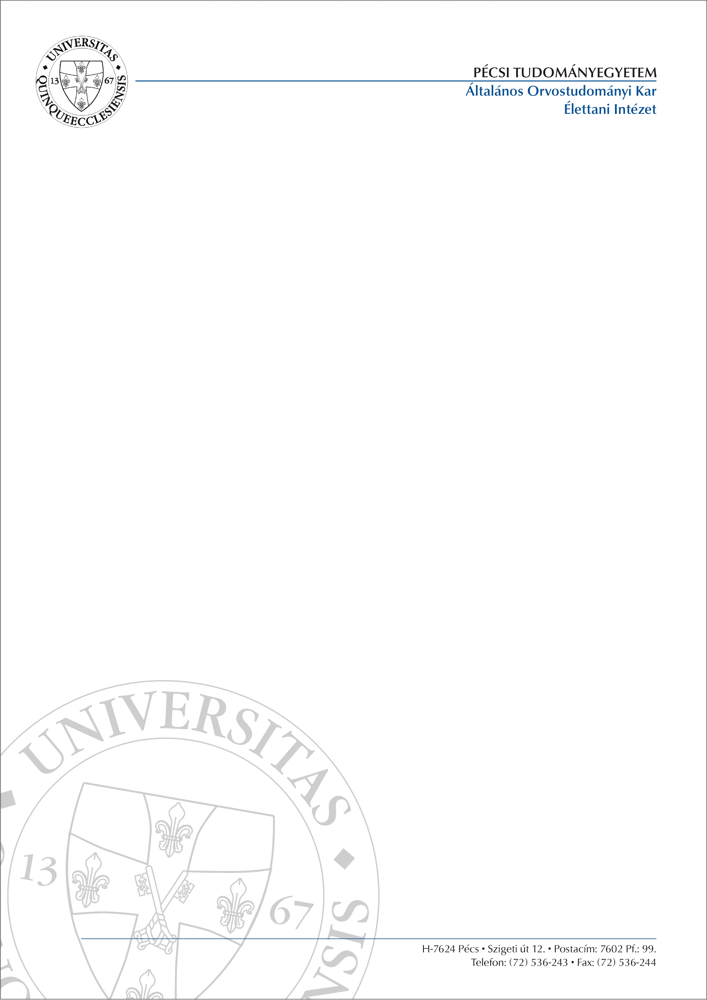 UNIVERSITAS
QUINQUEECCLESIENSIS
13 67
PÉCSI TUDOMÁNYEGYETEM
Általános Orvostudományi Kar
Élettani Intézet
UNIVERSITAS
13
67
H-7624 Pécs • Szigeti út 12. • Postacím: 7602 Pf.: 99.
Telefon: (72) 536-243 • Fax: (72) 536-244